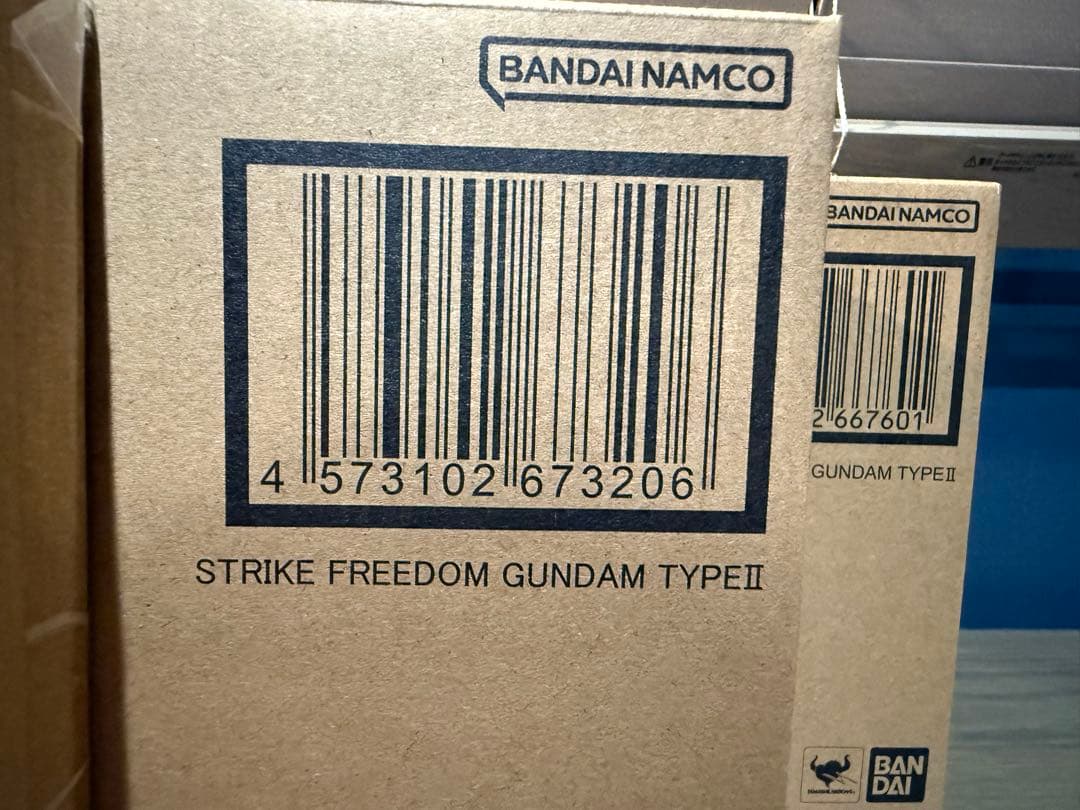 BANDAI NAMCO
4 573102 673206
STRIKE FREEDOM GUNDAM TYPEⅡ
BANDAI NAMCO
2 667601
GUNDAM TYPEⅡ
BAN
DAI